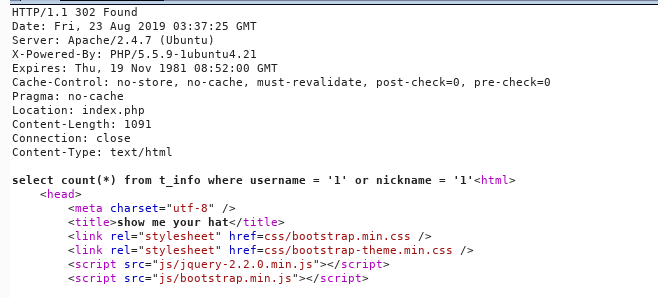 HTTP/1.1 302 Found
Date: Fri, 23 Aug 2019 03:37:25 GMT
Server: Apache/2.4.7 (Ubuntu)
X-Powered-By: PHP/5.5.9-1ubuntu4.21
Expires: Thu, 19 Nov 1981 08:52:00 GMT
Cache-Control: no-store, no-cache, must-revalidate, post-check=0, pre-check=0
Pragma: no-cache
Location: index.php
Content-Length: 1091
Connection: close
Content-Type: text/html

select count(*) from t_info where username = '1' or nickname = '1'<html>
    <head>
        <meta charset="utf-8" />
        <title>show me your hat</title>
        <link rel="stylesheet" href=css/bootstrap.min.css />
        <link rel="stylesheet" href=css/bootstrap-theme.min.css />
        <script src="js/jquery-2.2.0.min.js"></script>
        <script src="js/bootstrap.min.js"></script>